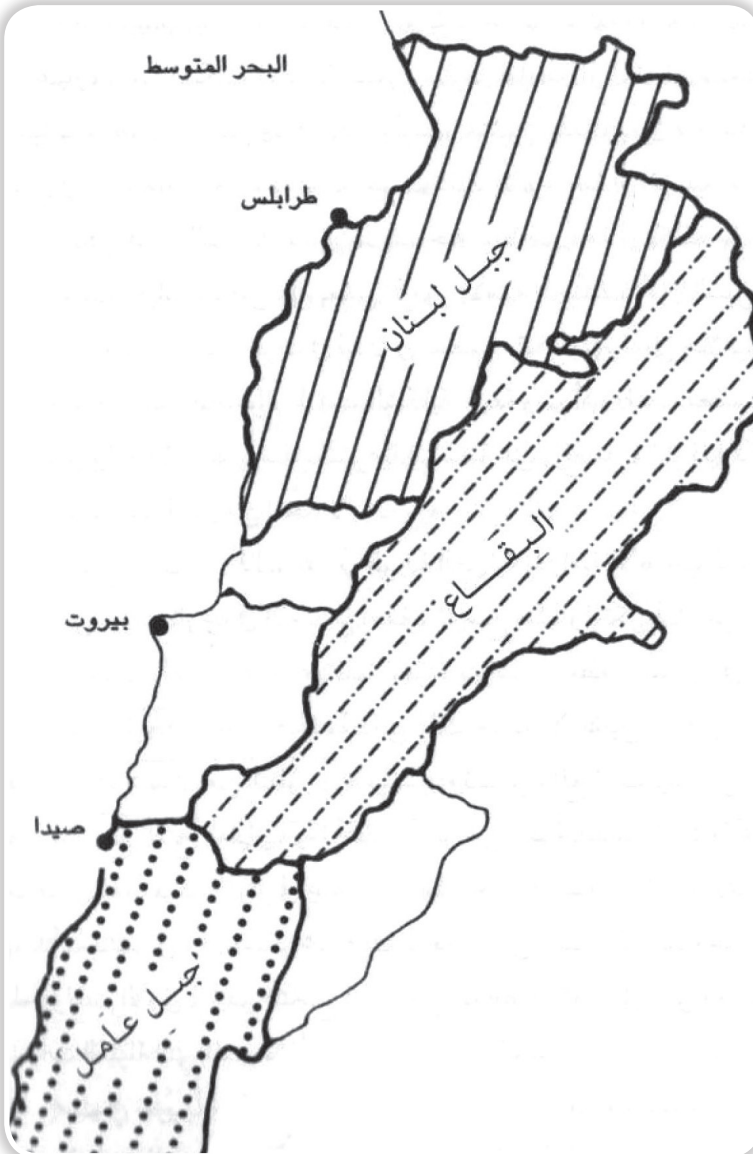 البحر المتوسط
طرابلس
جبل لبنان
البقاع
بيروت
صيدا
جبل عامل